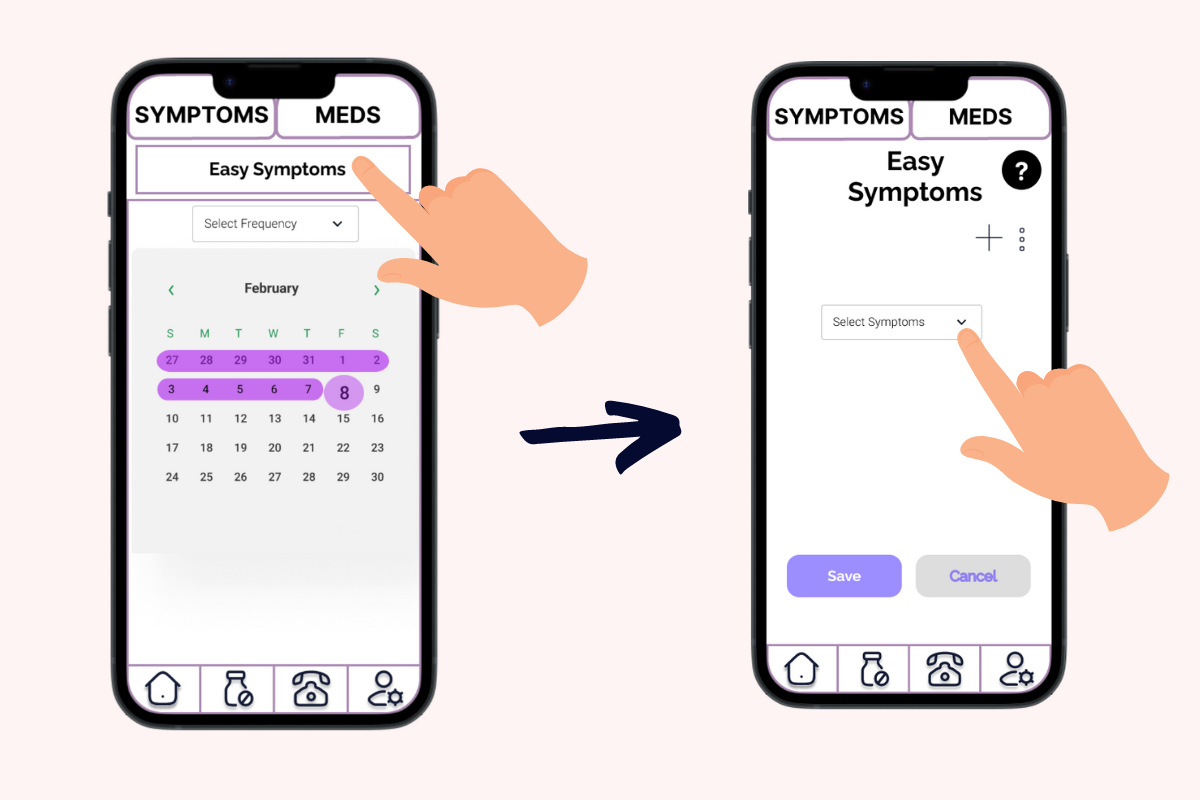 SYMPTOMS MEDS
Easy Symptoms
Select Frequency
February
S M T W T F S
27 28 29 30 31 1 2
3 4 5 6 7 8 9
10 11 12 13 14 15 16
17 18 19 20 21 22 23
24 25 26 27 28 29 30
SYMPTOMS MEDS
Easy
Symptoms
?
Select Symptoms
Save Cancel